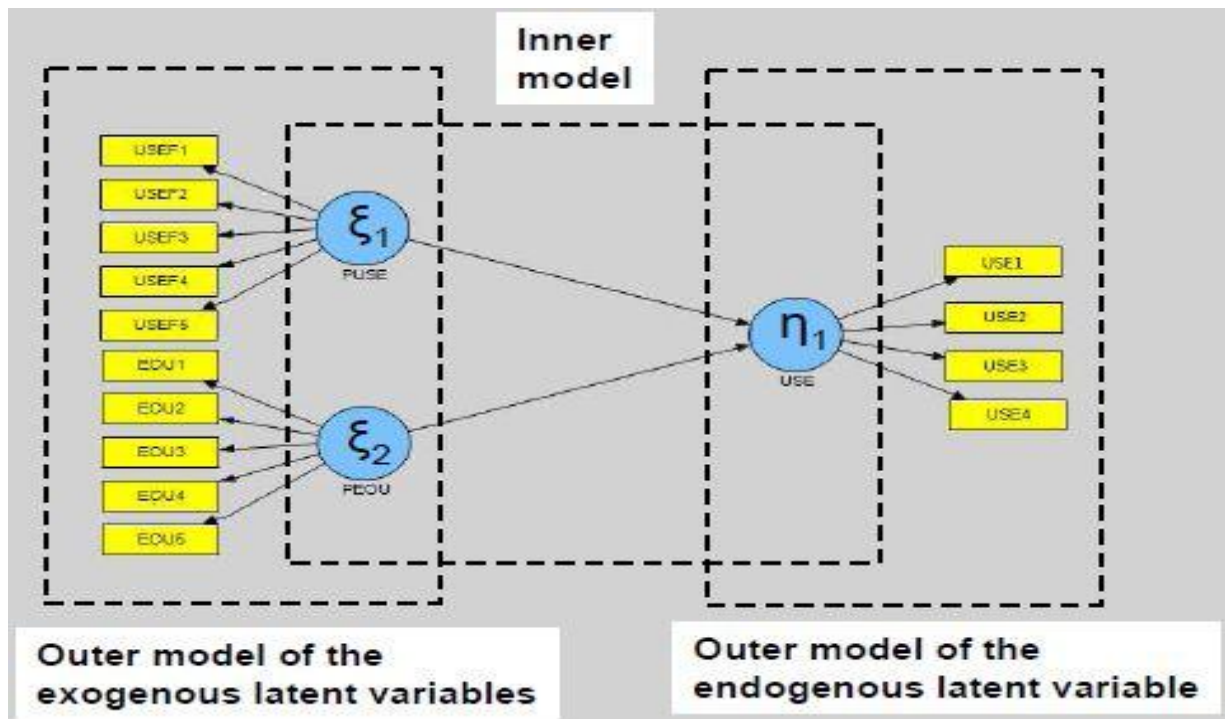 Inner
model
USEF1
USEF2
USEF3
USEF4
USEF5
EOU1
EOU2
EOU3
EOU4
EOU5
ξ1
PUSE
ξ2
PEOU
η1
USE
USE1
USE2
USE3
USE4
Outer model of the
exogenous latent variables
Outer model of the
endogenous latent variable